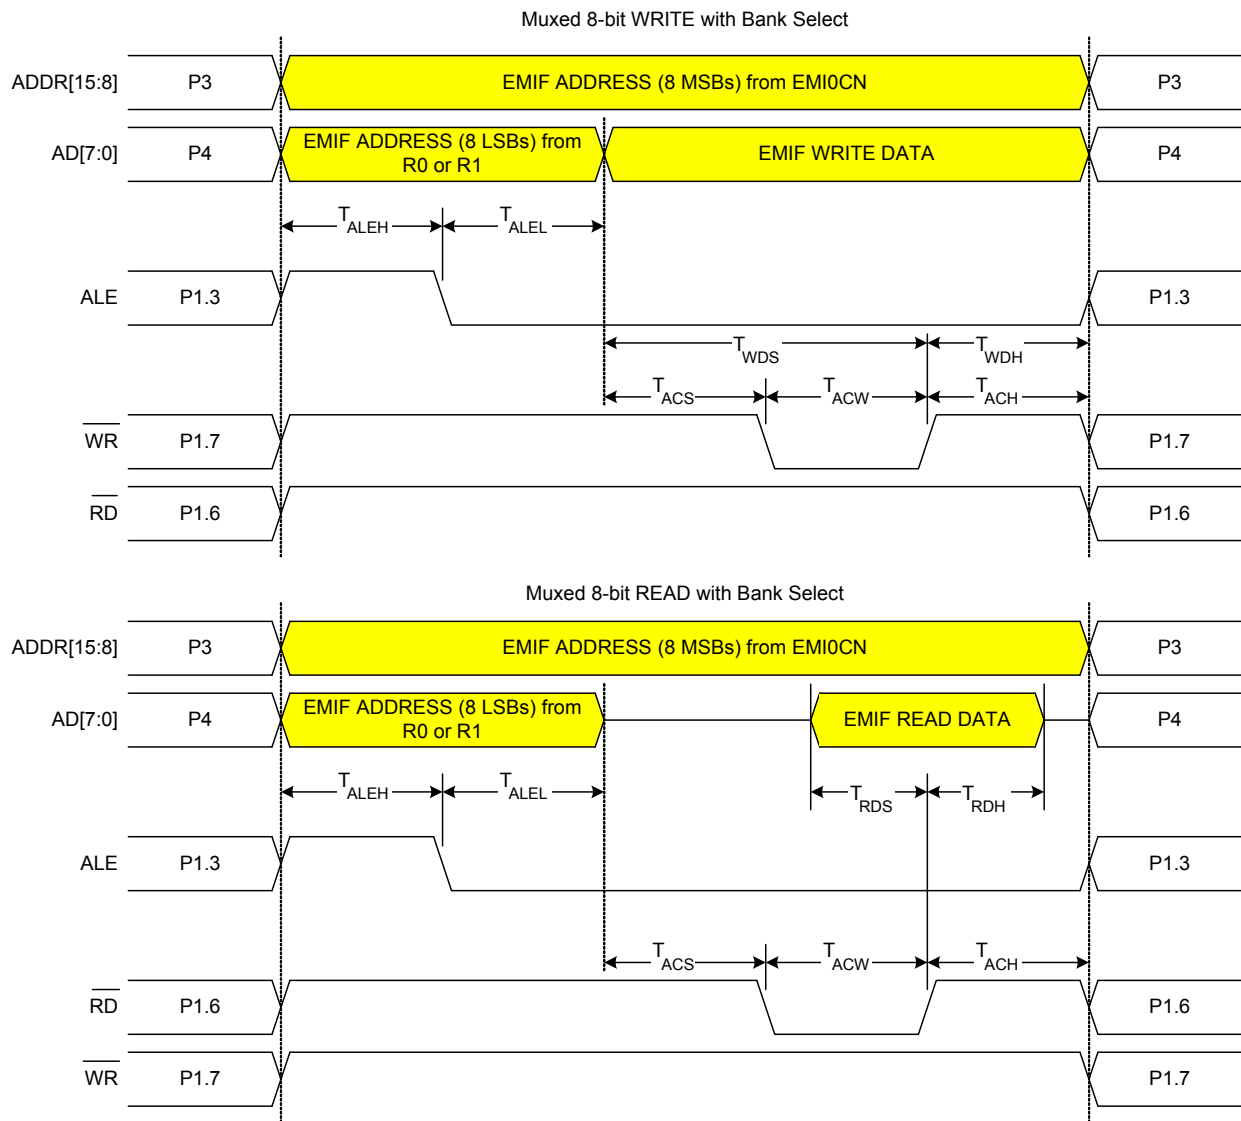 Muxed 8-bit WRITE with Bank Select
ADDR[15:8] P3 EMIF ADDRESS (8 MSBs) from EMI0CN P3
AD[7:0] P4 EMIF ADDRESS (8 LSBs) from
R0 or R1 EMIF WRITE DATA P4
TALEH TALEL
ALE P1.3 P1.3
TWDS TWDH
TACS TACW TACH
WR P1.7 P1.7
RD P1.6 P1.6
Muxed 8-bit READ with Bank Select
ADDR[15:8] P3 EMIF ADDRESS (8 MSBs) from EMI0CN P3
AD[7:0] P4 EMIF ADDRESS (8 LSBs) from
R0 or R1 EMIF READ DATA P4
TALEH TALEL TRDS TRDH
ALE P1.3 P1.3
TACS TACW TACH
RD P1.6 P1.6
WR P1.7 P1.7